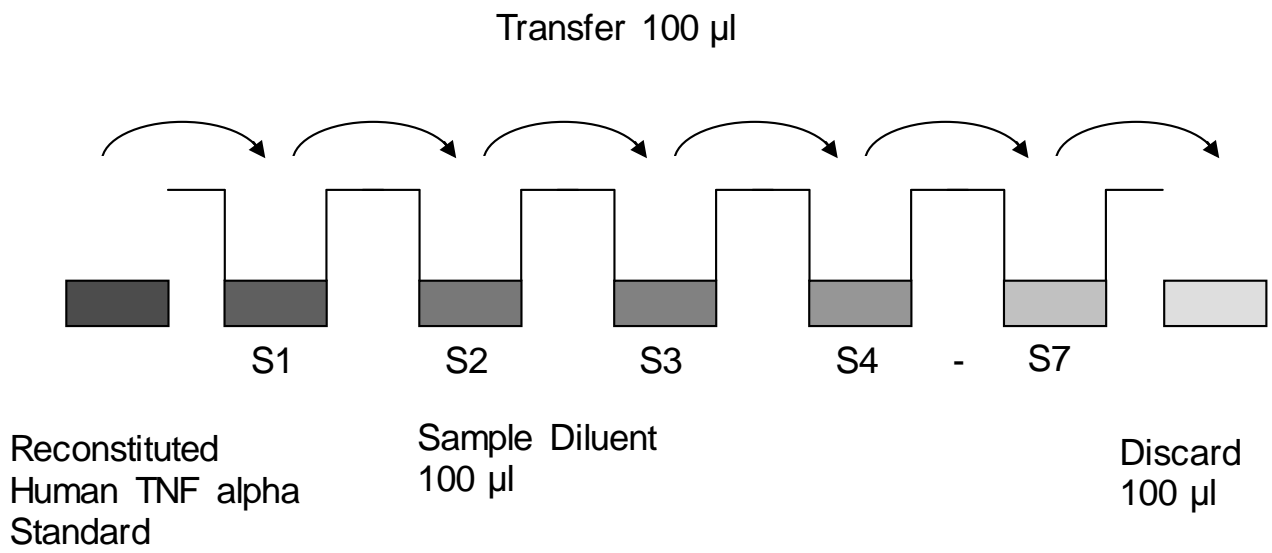 Transfer 100 µl
S1 S2 S3 S4 - S7
Reconstituted
Human TNF alpha
Standard
Sample Diluent
100 µl
Discard
100 µl